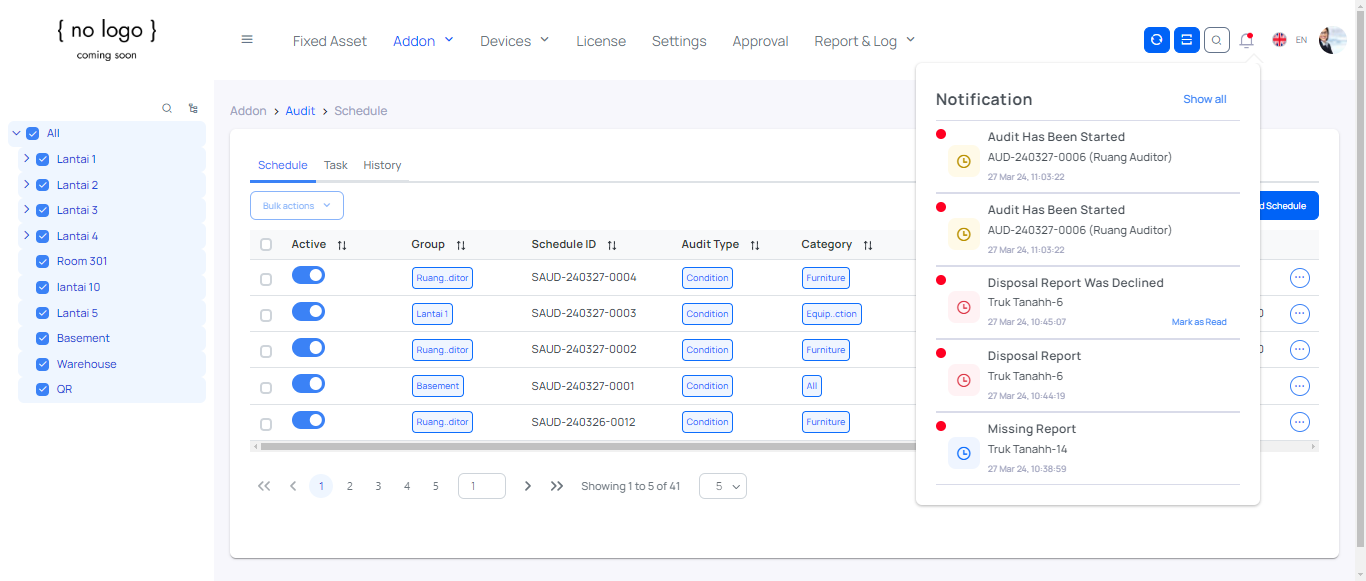 { no logo }
coming soon
Fixed Asset
Addon
Devices
License
Settings
Approval
Report & Log
EN
All
Lantai 1
Lantai 2
Lantai 3
Lantai 4
Room 301
lantai 10
Lantai 5
Basement
Warehouse
QR
Addon > Audit > Schedule
Schedule Task History
Bulk actions
d Schedule
Active Group Schedule ID Audit Type Category
Ruang..ditor SAUD-240327-0004 Condition Furniture
Lantai 1 SAUD-240327-0003 Condition Equip..ction
Ruang..ditor SAUD-240327-0002 Condition Furniture
Basement SAUD-240327-0001 Condition All
Ruang..ditor SAUD-240326-0012 Condition Furniture
1 2 3 4 5 1 Showing 1 to 5 of 41 5
Notification Show all
Audit Has Been Started
AUD-240327-0006 (Ruang Auditor)
27 Mar 24, 11:03:22
Audit Has Been Started
AUD-240327-0006 (Ruang Auditor)
27 Mar 24, 11:03:22
Disposal Report Was Declined
Truk Tanahh-6
27 Mar 24, 10:45:07 Mark as Read
Disposal Report
Truk Tanahh-6
27 Mar 24, 10:44:19
Missing Report
Truk Tanahh-14
27 Mar 24, 10:38:59